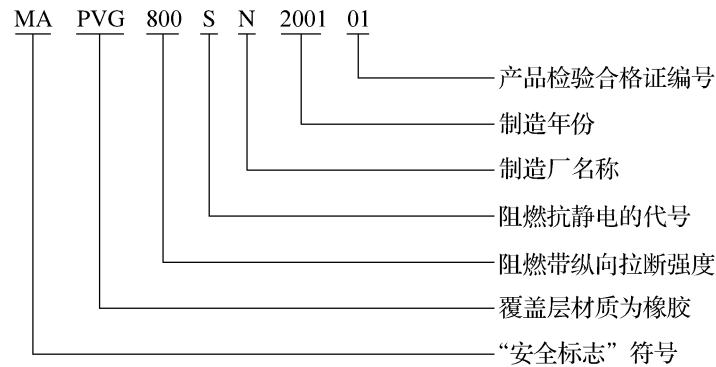 MA PVG 800 S N 2001 01
产品检验合格证编号
制造年份
制造厂名称
阻燃抗静电的代号
阻燃带纵向拉断强度
覆盖层材质为橡胶
“安全标志”符号